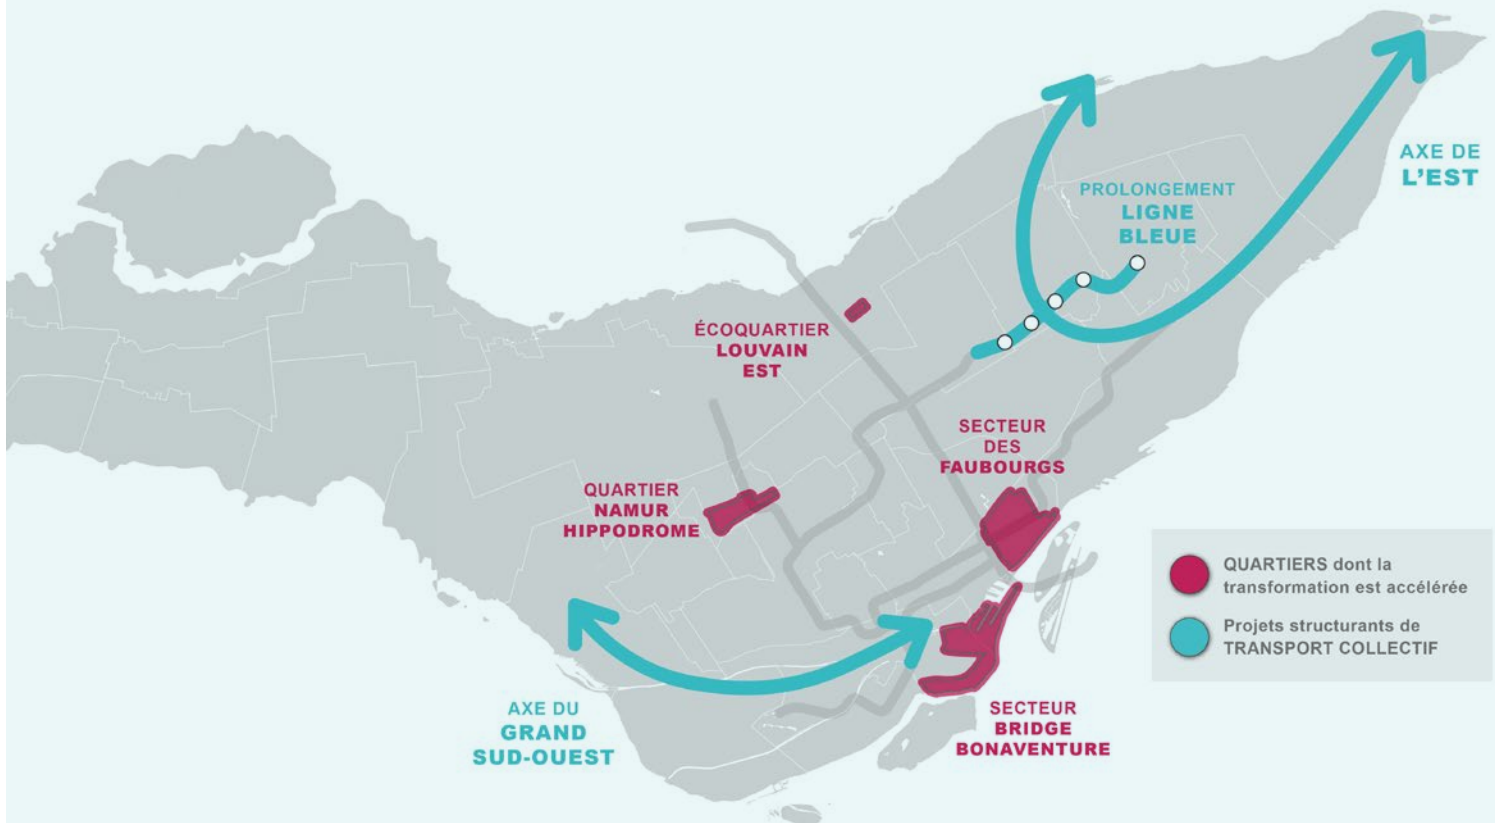 AXE DE
L'EST
PROLONGEMENT
LIGNE
BLEUE
ÉCOQUARTIER
LOUVAIN
EST
SECTEUR
DES
FAUBOURGS
QUARTIER
NAMUR
HIPPODROME
QUARTIERS dont la
transformation est accélérée
Projets structurants de
TRANSPORT COLLECTIF
AXE DU
GRAND
SUD-OUEST
SECTEUR
BRIDGE
BONAVENTURE